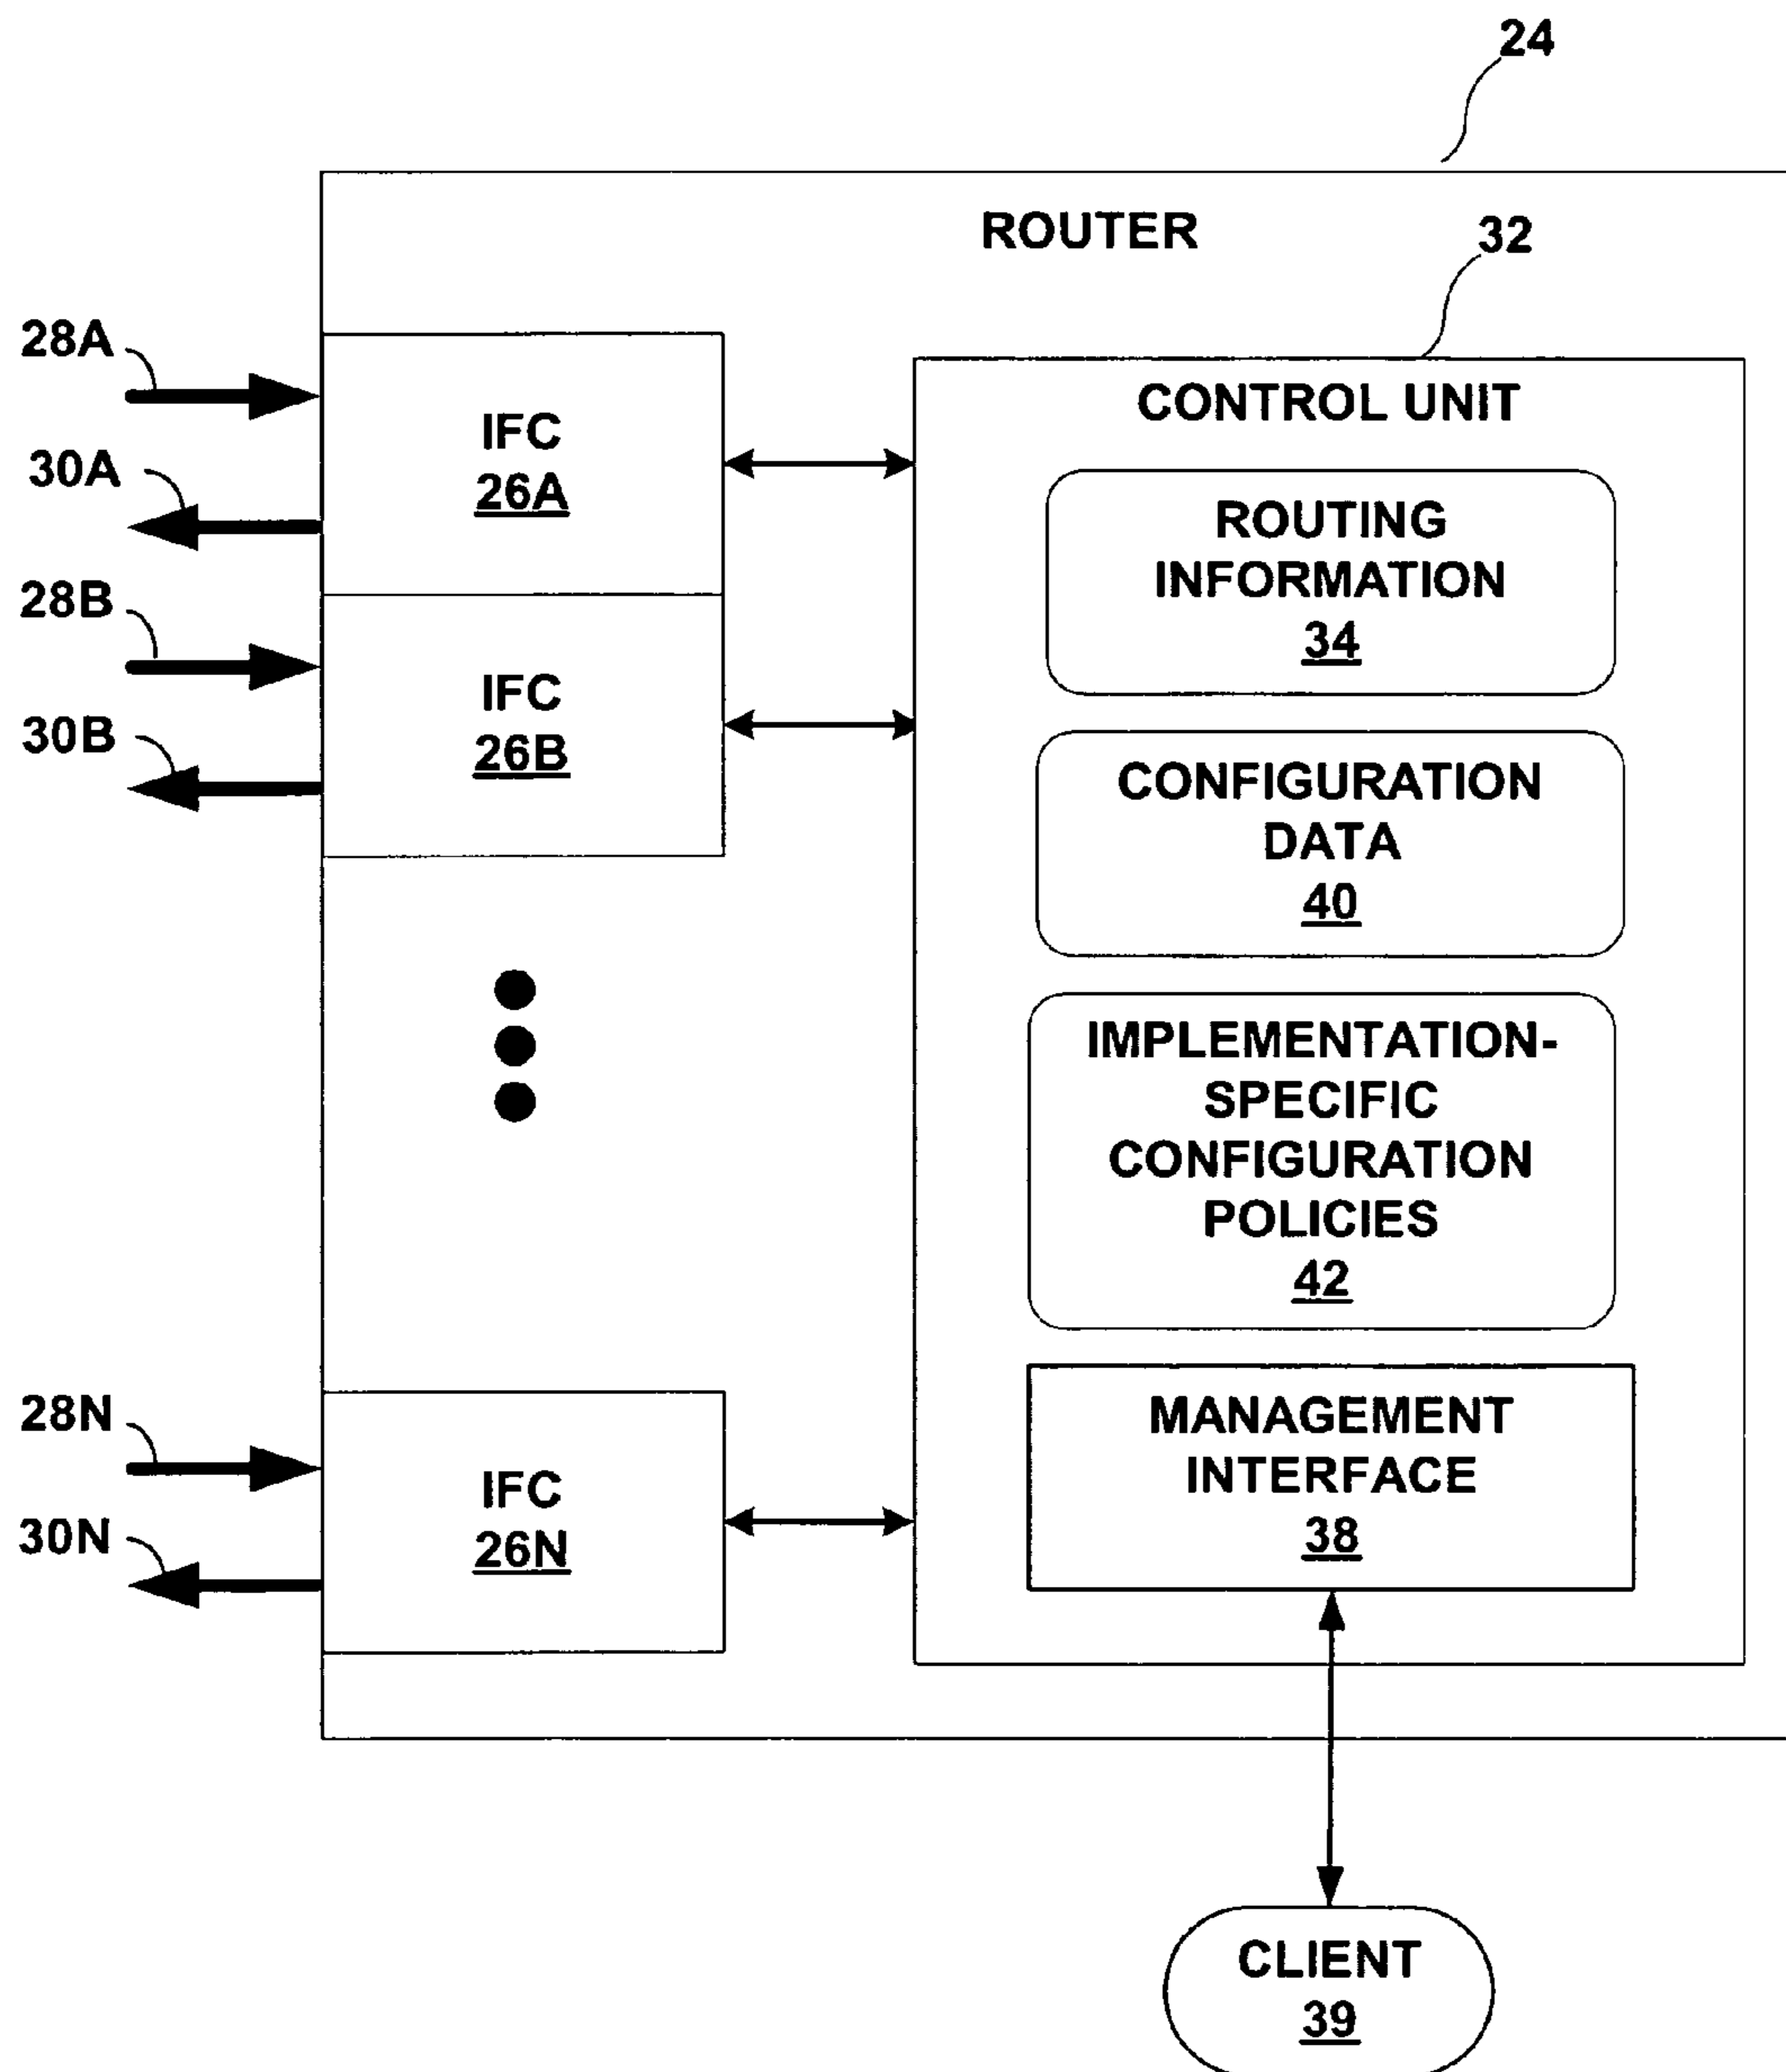 24
ROUTER
32
28A
30A
28B
30B
28N
30N
IFC
26A
IFC
26B
IFC
26N
CONTROL UNIT
ROUTING
INFORMATION
34
CONFIGURATION
DATA
40
IMPLEMENTATION-
SPECIFIC
CONFIGURATION
POLICIES
42
MANAGEMENT
INTERFACE
38
CLIENT
39